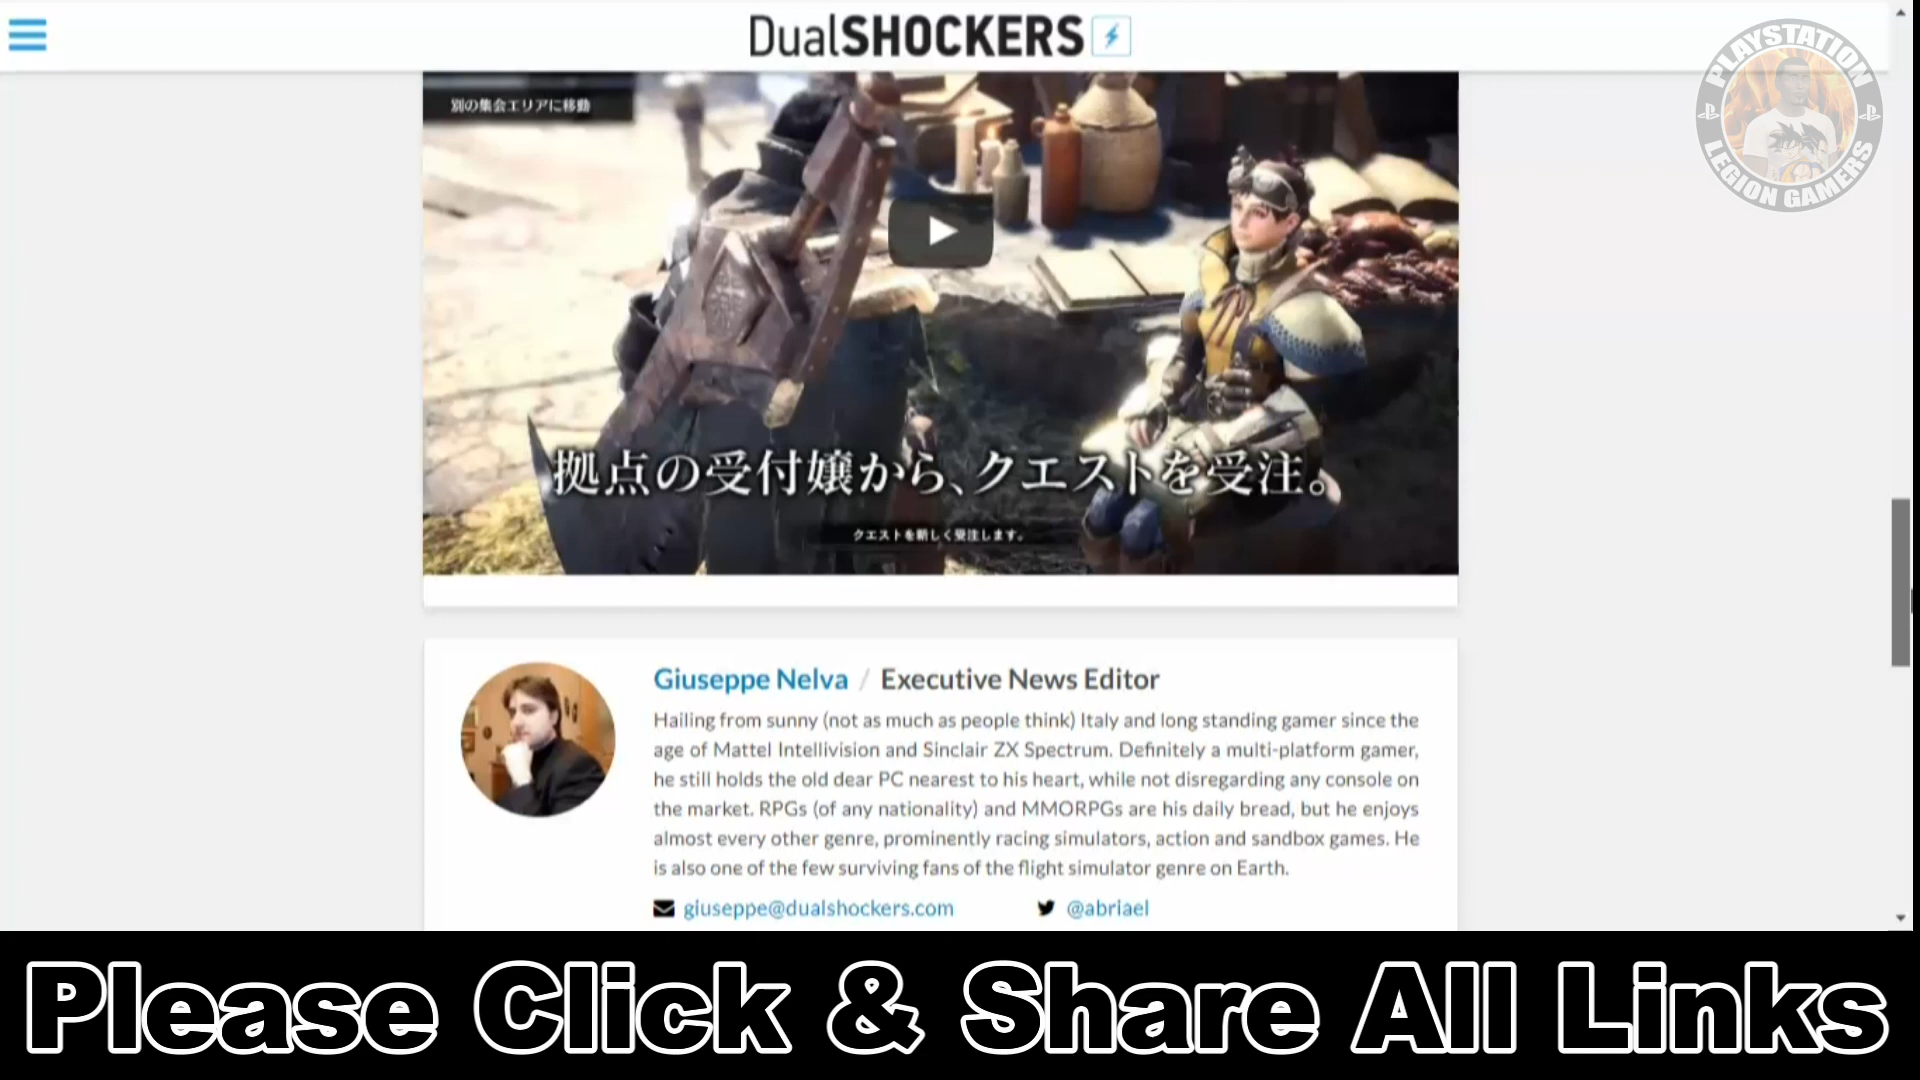 DualSHOCKERS
PLAYSTATION
LEGION GAMERS
別の集会エリアに移動
拠点の受付嬢から、クエストを受注。
クエストを新しく受注します。
Giuseppe Nelva / Executive News Editor
Hailing from sunny (not as much as people think) Italy and long standing gamer since the
age of Mattel Intellivision and Sinclair ZX Spectrum. Definitely a multi-platform gamer,
he still holds the old dear PC nearest to his heart, while not disregarding any console on
the market. RPGs (of any nationality) and MMORPGs are his daily bread, but he enjoys
almost every other genre, prominently racing simulators, action and sandbox games. He
is also one of the few surviving fans of the flight simulator genre on Earth.
giuseppe@dualshockers.com @abriael
Please Click & Share All Links